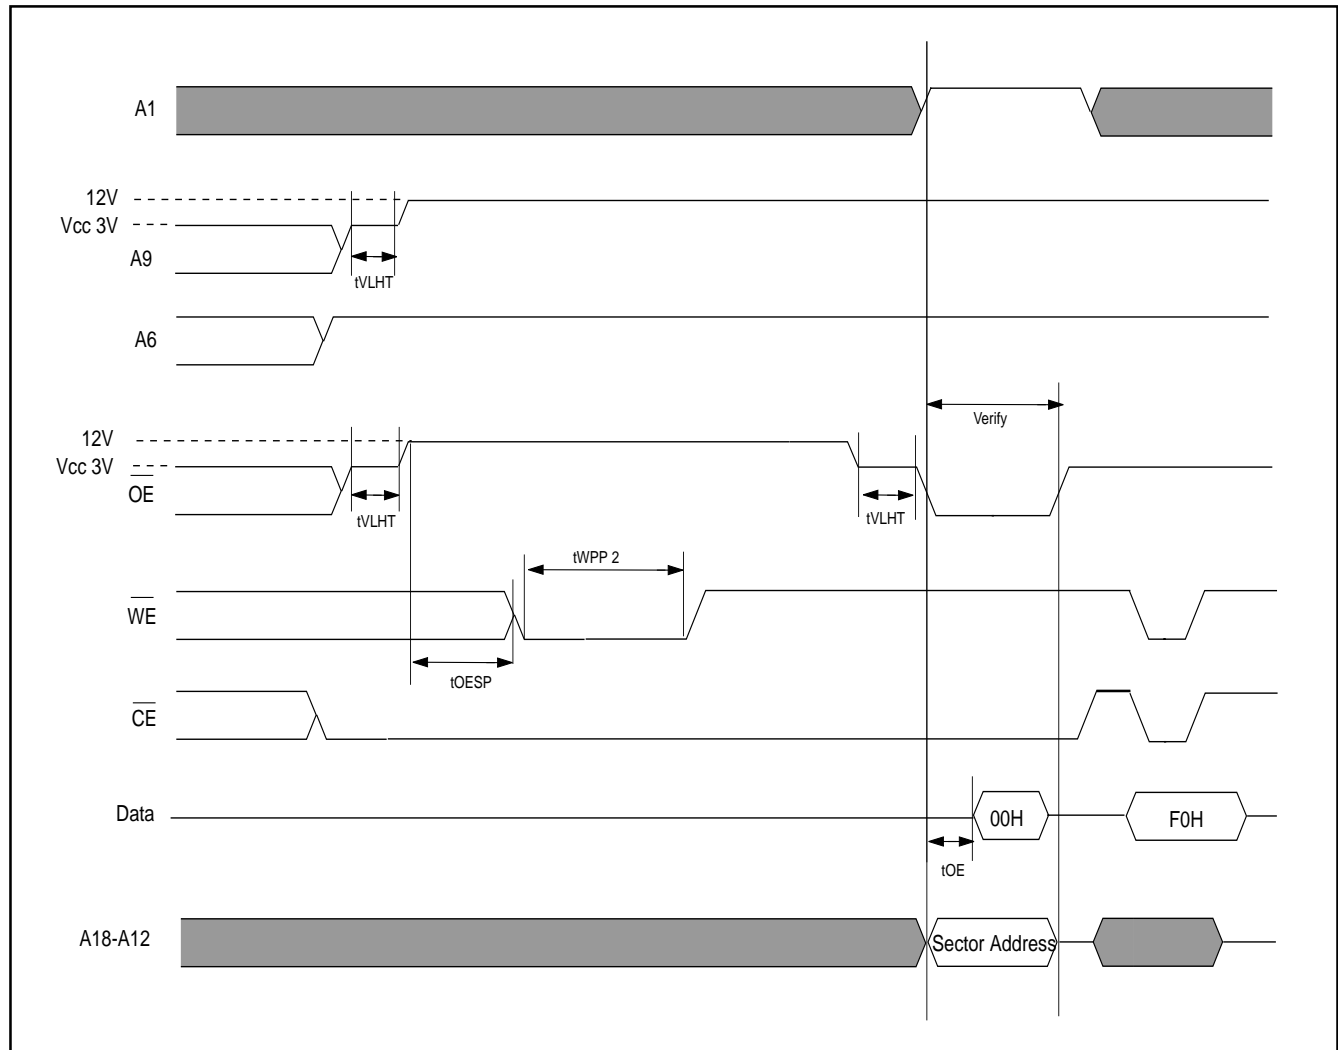 A1
12V
Vcc 3V
A9
tVLHT
A6
Verify
12V
Vcc 3V
OE
tVLHT
tVLHT
tWPP 2
WE
tOESP
CE
Data
00H
F0H
tOE
A18-A12
Sector Address